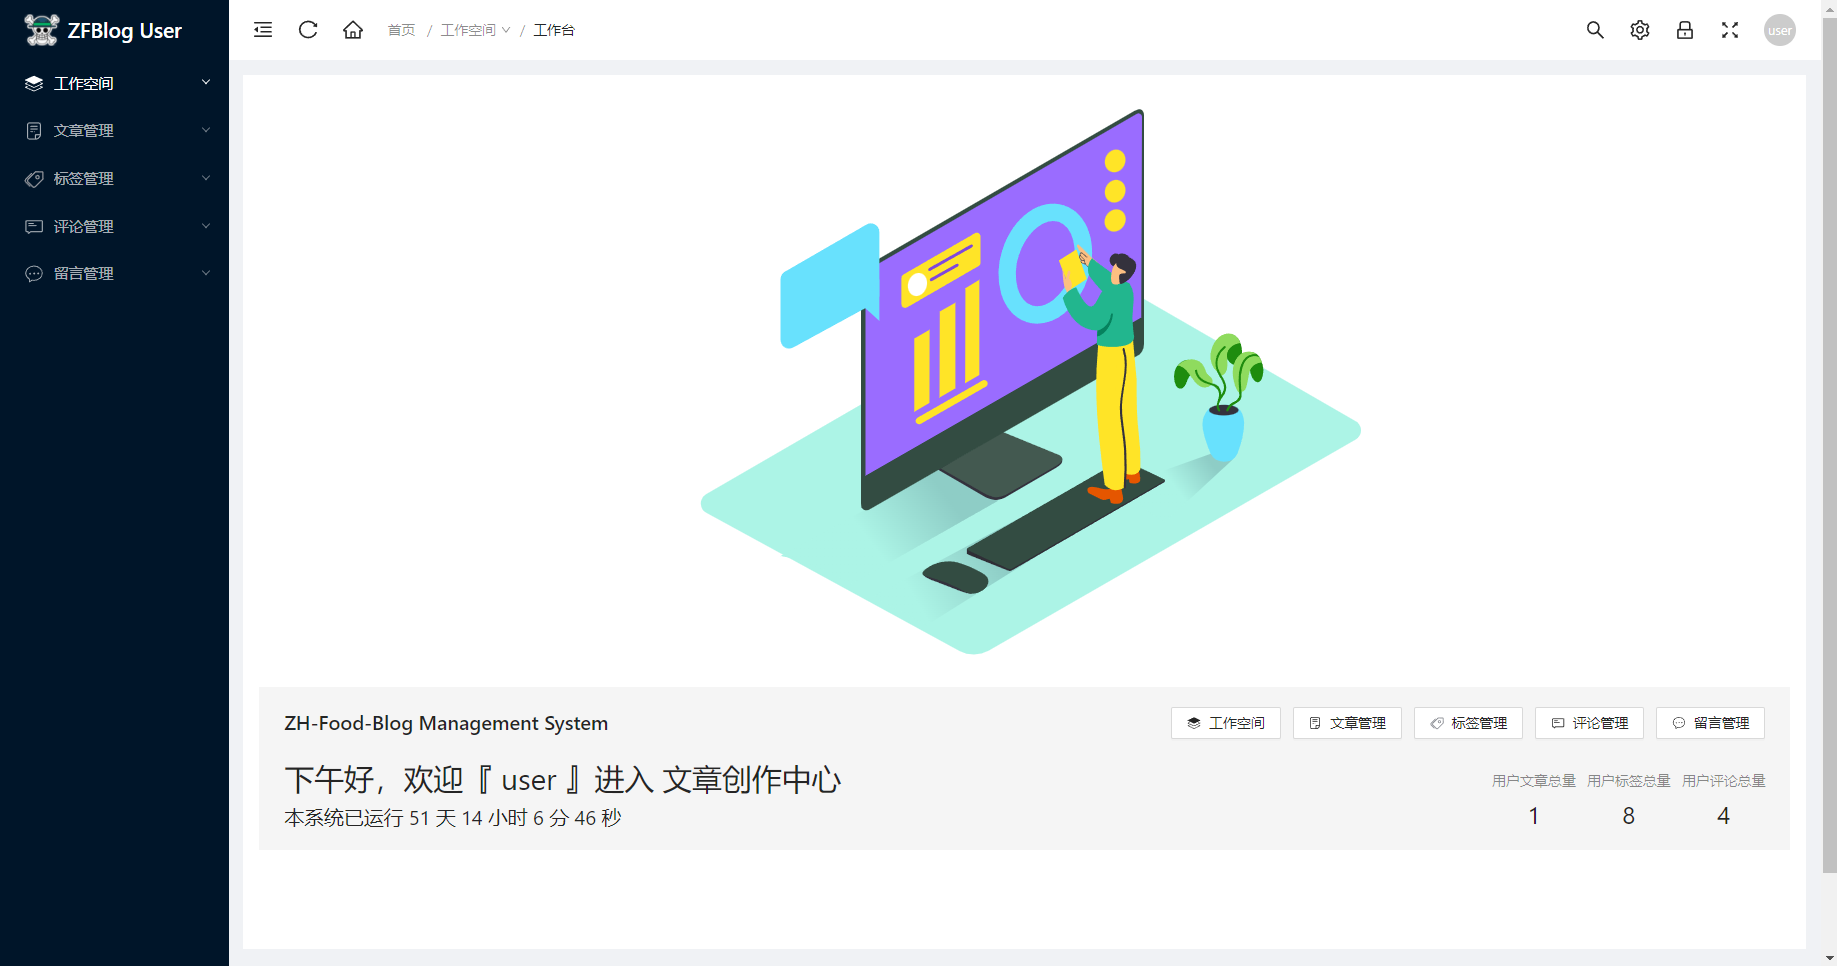 ZFBlog User
工作空间
文章管理
标签管理
评论管理
留言管理
首页 / 工作空间 / 工作台
user
ZH-Food-Blog Management System
工作空间 文章管理 标签管理 评论管理 留言管理
下午好，欢迎『 user 』进入 文章创作中心
本系统已运行 51 天 14 小时 6 分 46 秒
用户文章总量 用户标签总量 用户评论总量
1 8 4